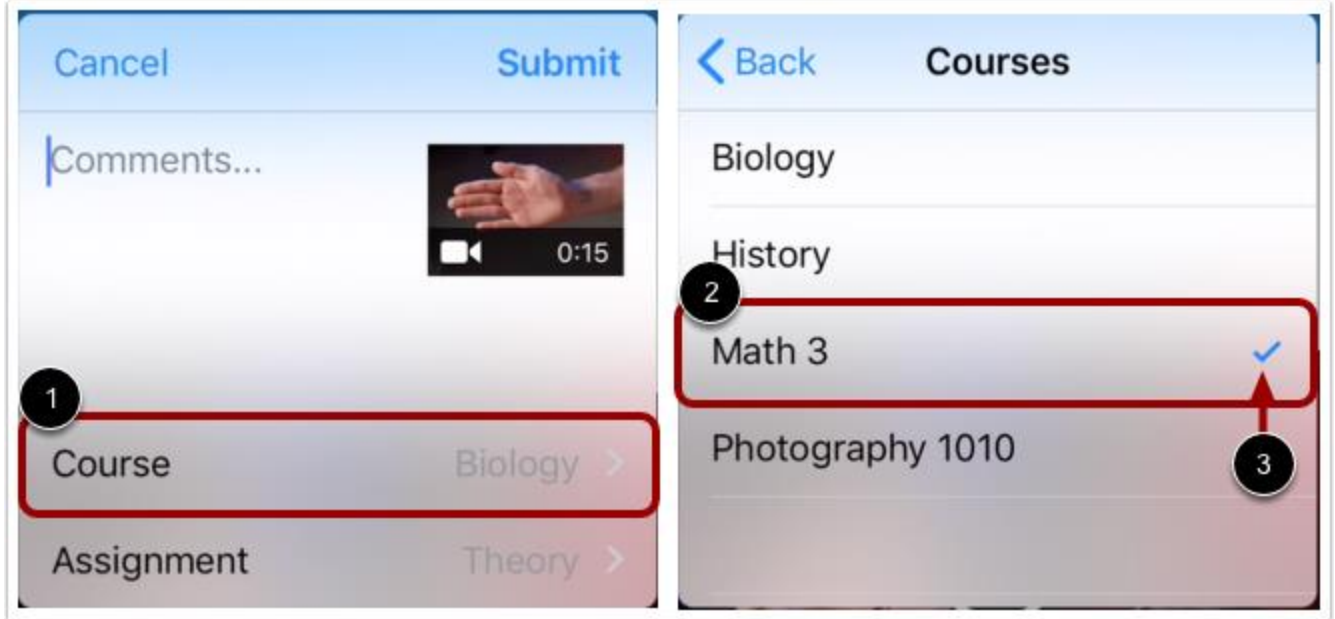 Cancel Submit
Comments...
0:15
1
Course Biology >
Assignment Theory >
Back Courses
Biology
History
2
Math 3
Photography 1010
3